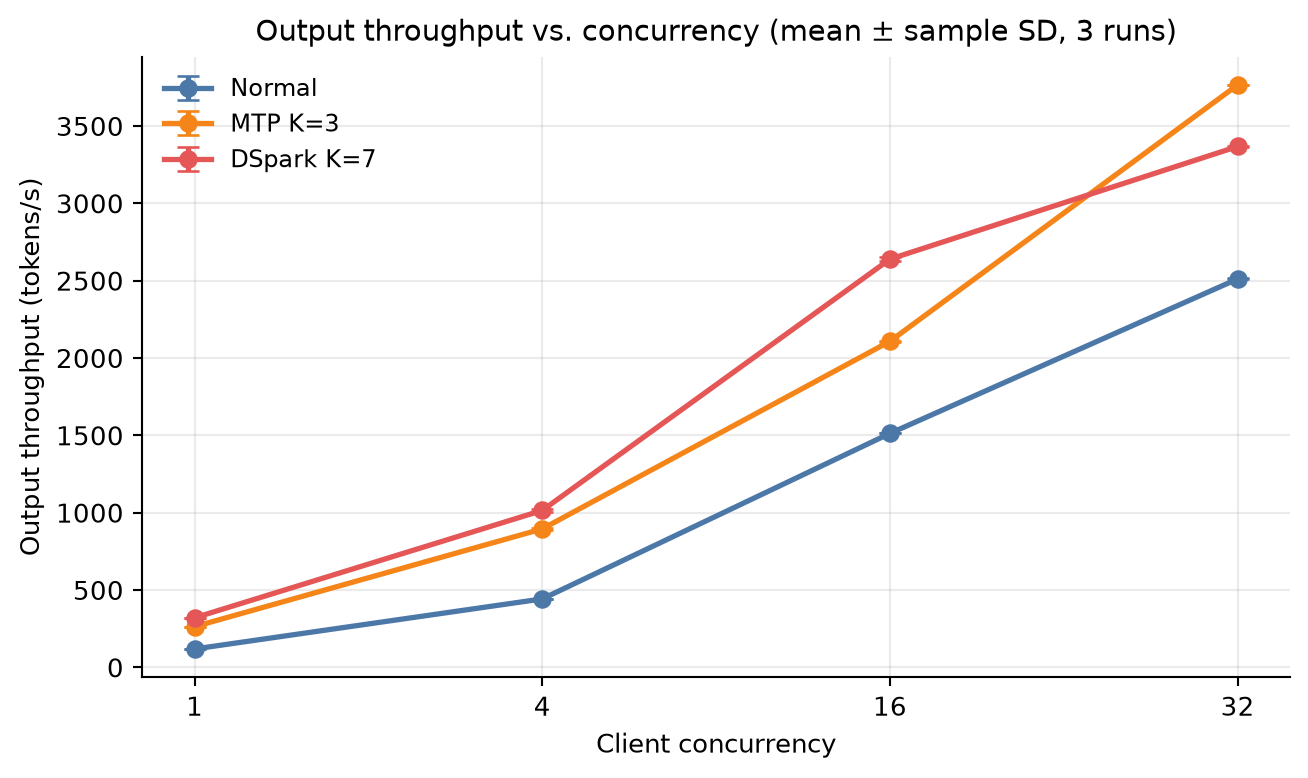 Output throughput vs. concurrency (mean ± sample SD, 3 runs)
Normal
MTP K=3
DSpark K=7
Output throughput (tokens/s)
3500
3000
2500
2000
1500
1000
500
0
1 4 16 32
Client concurrency